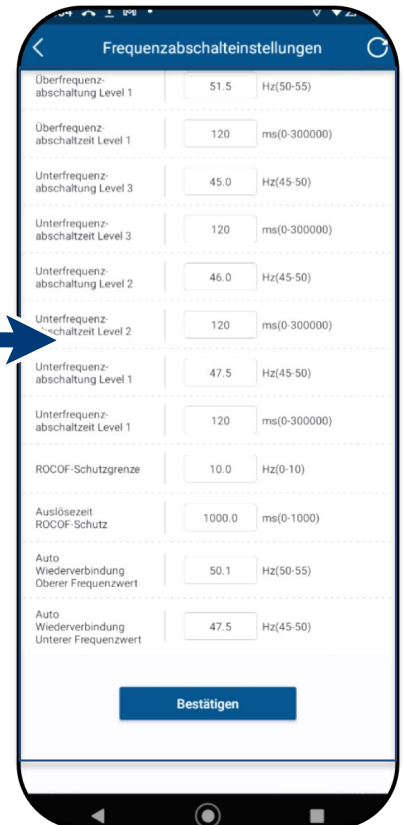 Frequenzabschalteinstellungen
Überfrequenz-
abschaltung Level 1
51.5 Hz(50-55)
Überfrequenz-
abschaltzeit Level 1
120 ms(0-300000)
Unterfrequenz-
abschaltung Level 3
45.0 Hz(45-50)
Unterfrequenz-
abschaltzeit Level 3
120 ms(0-300000)
Unterfrequenz-
abschaltung Level 2
46.0 Hz(45-50)
Unterfrequenz-
abschaltzeit Level 2
120 ms(0-300000)
Unterfrequenz-
abschaltung Level 1
47.5 Hz(45-50)
Unterfrequenz-
abschaltzeit Level 1
120 ms(0-300000)
ROCOF-Schutzgrenze
10.0 Hz(0-10)
Auslösezeit
ROCOF-Schutz
1000.0 ms(0-1000)
Auto
Wiederverbindung
Oberer Frequenzwert
50.1 Hz(50-55)
Auto
Wiederverbindung
Unterer Frequenzwert
47.5 Hz(45-50)
Bestätigen